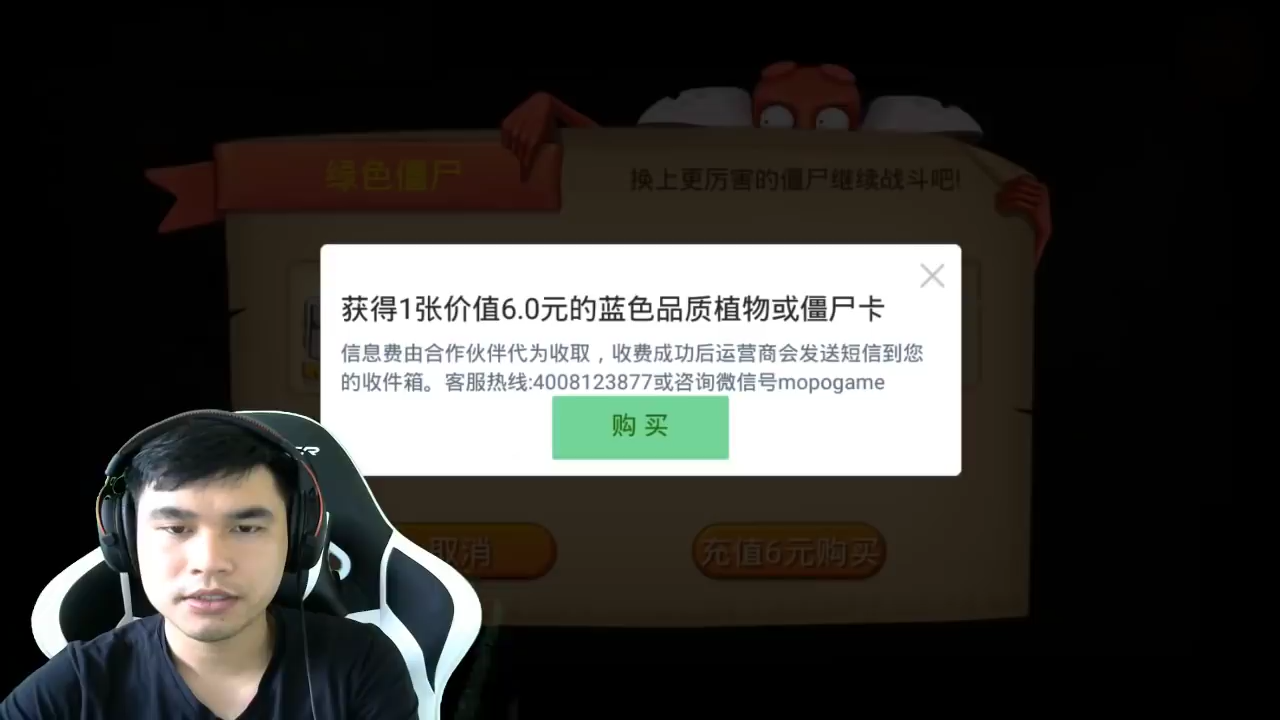 绿色僵尸
换上更厉害的僵尸继续战斗吧!
获得1张价值6.0元的蓝色品质植物或僵尸卡
信息费由合作伙伴代为收取，收费成功后运营商会发送短信到您
的收件箱。客服热线:4008123877或咨询微信号mopogame
购买
取消
充值6元购买